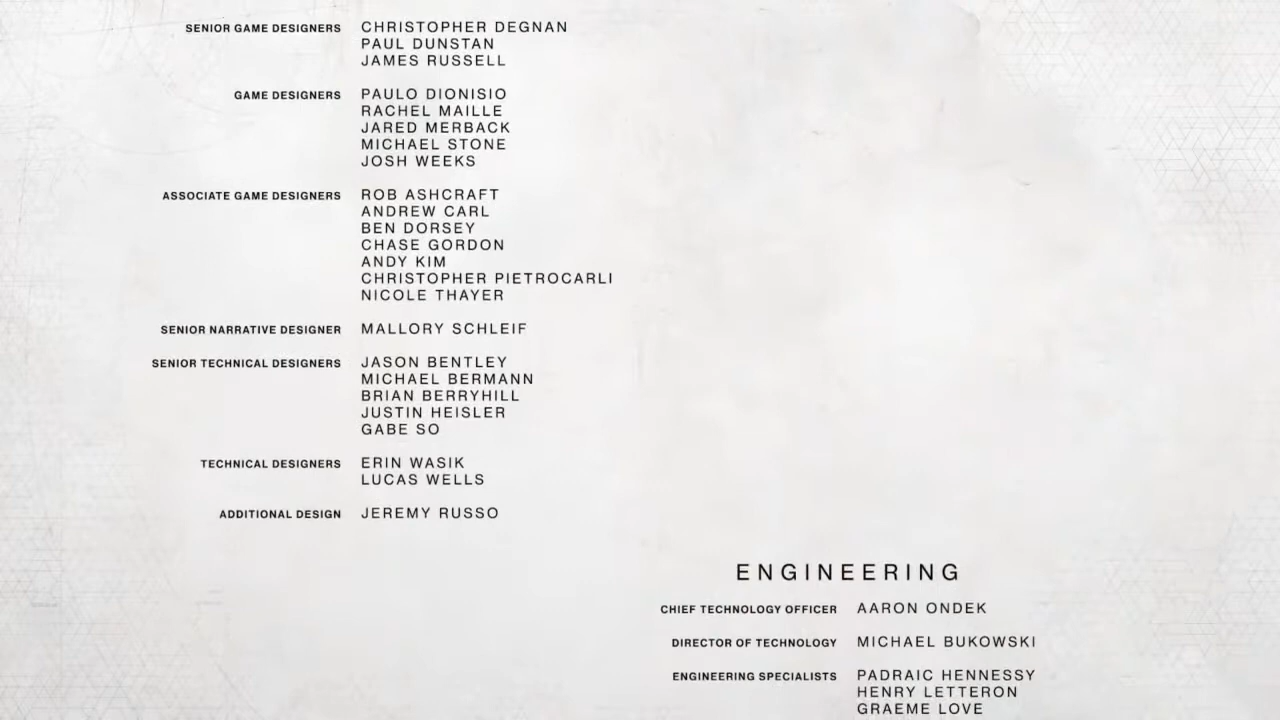 SENIOR GAME DESIGNERS CHRISTOPHER DEGNAN
PAUL DUNSTAN
JAMES RUSSELL
GAME DESIGNERS PAULO DIONISIO
RACHEL MAILLE
JARED MERBACK
MICHAEL STONE
JOSH WEEKS
ASSOCIATE GAME DESIGNERS ROB ASHCRAFT
ANDREW CARL
BEN DORSEY
CHASE GORDON
ANDY KIM
CHRISTOPHER PIETROCARLI
NICOLE THAYER
SENIOR NARRATIVE DESIGNER MALLORY SCHLEIF
SENIOR TECHNICAL DESIGNERS JASON BENTLEY
MICHAEL BERMANN
BRIAN BERRYHILL
JUSTIN HEISLER
GABE SO
TECHNICAL DESIGNERS ERIN WASIK
LUCAS WELLS
ADDITIONAL DESIGN JEREMY RUSSO
ENGINEERING
CHIEF TECHNOLOGY OFFICER AARON ONDEK
DIRECTOR OF TECHNOLOGY MICHAEL BUKOWSKI
ENGINEERING SPECIALISTS PADRAIC HENNESSY
HENRY LETTERON
GRAEME LOVE